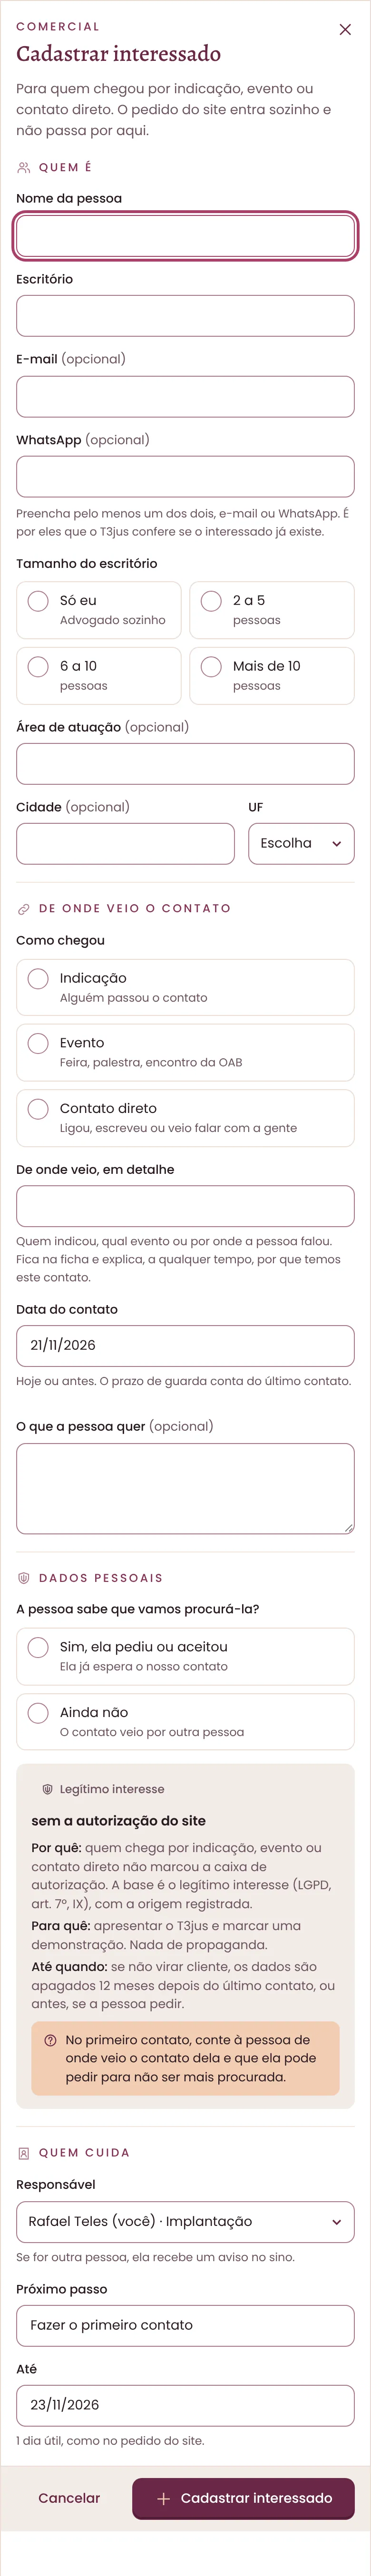 COMERCIAL
Cadastrar interessado
Para quem chegou por indicação, evento ou
contato direto. O pedido do site entra sozinho e
não passa por aqui.
QUEM É
Nome da pessoa
Escritório
E-mail (opcional)
WhatsApp (opcional)
Preencha pelo menos um dos dois, e-mail ou WhatsApp. É
por eles que o T3jus confere se o interessado já existe.
Tamanho do escritório
Só eu
Advogado sozinho
2 a 5
pessoas
6 a 10
pessoas
Mais de 10
pessoas
Área de atuação (opcional)
Cidade (opcional)
UF
Escolha
DE ONDE VEIO O CONTATO
Como chegou
Indicação
Alguém passou o contato
Evento
Feira, palestra, encontro da OAB
Contato direto
Ligou, escreveu ou veio falar com a gente
De onde veio, em detalhe
Quem indicou, qual evento ou por onde a pessoa falou.
Fica na ficha e explica, a qualquer tempo, por que temos
este contato.
Data do contato
21/11/2026
Hoje ou antes. O prazo de guarda conta do último contato.
O que a pessoa quer (opcional)
DADOS PESSOAIS
A pessoa sabe que vamos procurá-la?
Sim, ela pediu ou aceitou
Ela já espera o nosso contato
Ainda não
O contato veio por outra pessoa
Legítimo interesse
sem a autorização do site
Por quê: quem chega por indicação, evento ou
contato direto não marcou a caixa de
autorização. A base é o legítimo interesse (LGPD,
art. 7º, IX), com a origem registrada.
Para quê: apresentar o T3jus e marcar uma
demonstração. Nada de propaganda.
Até quando: se não virar cliente, os dados são
apagados 12 meses depois do último contato, ou
antes, se a pessoa pedir.
No primeiro contato, conte à pessoa de
onde veio o contato dela e que ela pode
pedir para não ser mais procurada.
QUEM CUIDA
Responsável
Rafael Teles (você) · Implantação
Se for outra pessoa, ela recebe um aviso no sino.
Próximo passo
Fazer o primeiro contato
Até
23/11/2026
1 dia útil, como no pedido do site.
Cancelar
Cadastrar interessado